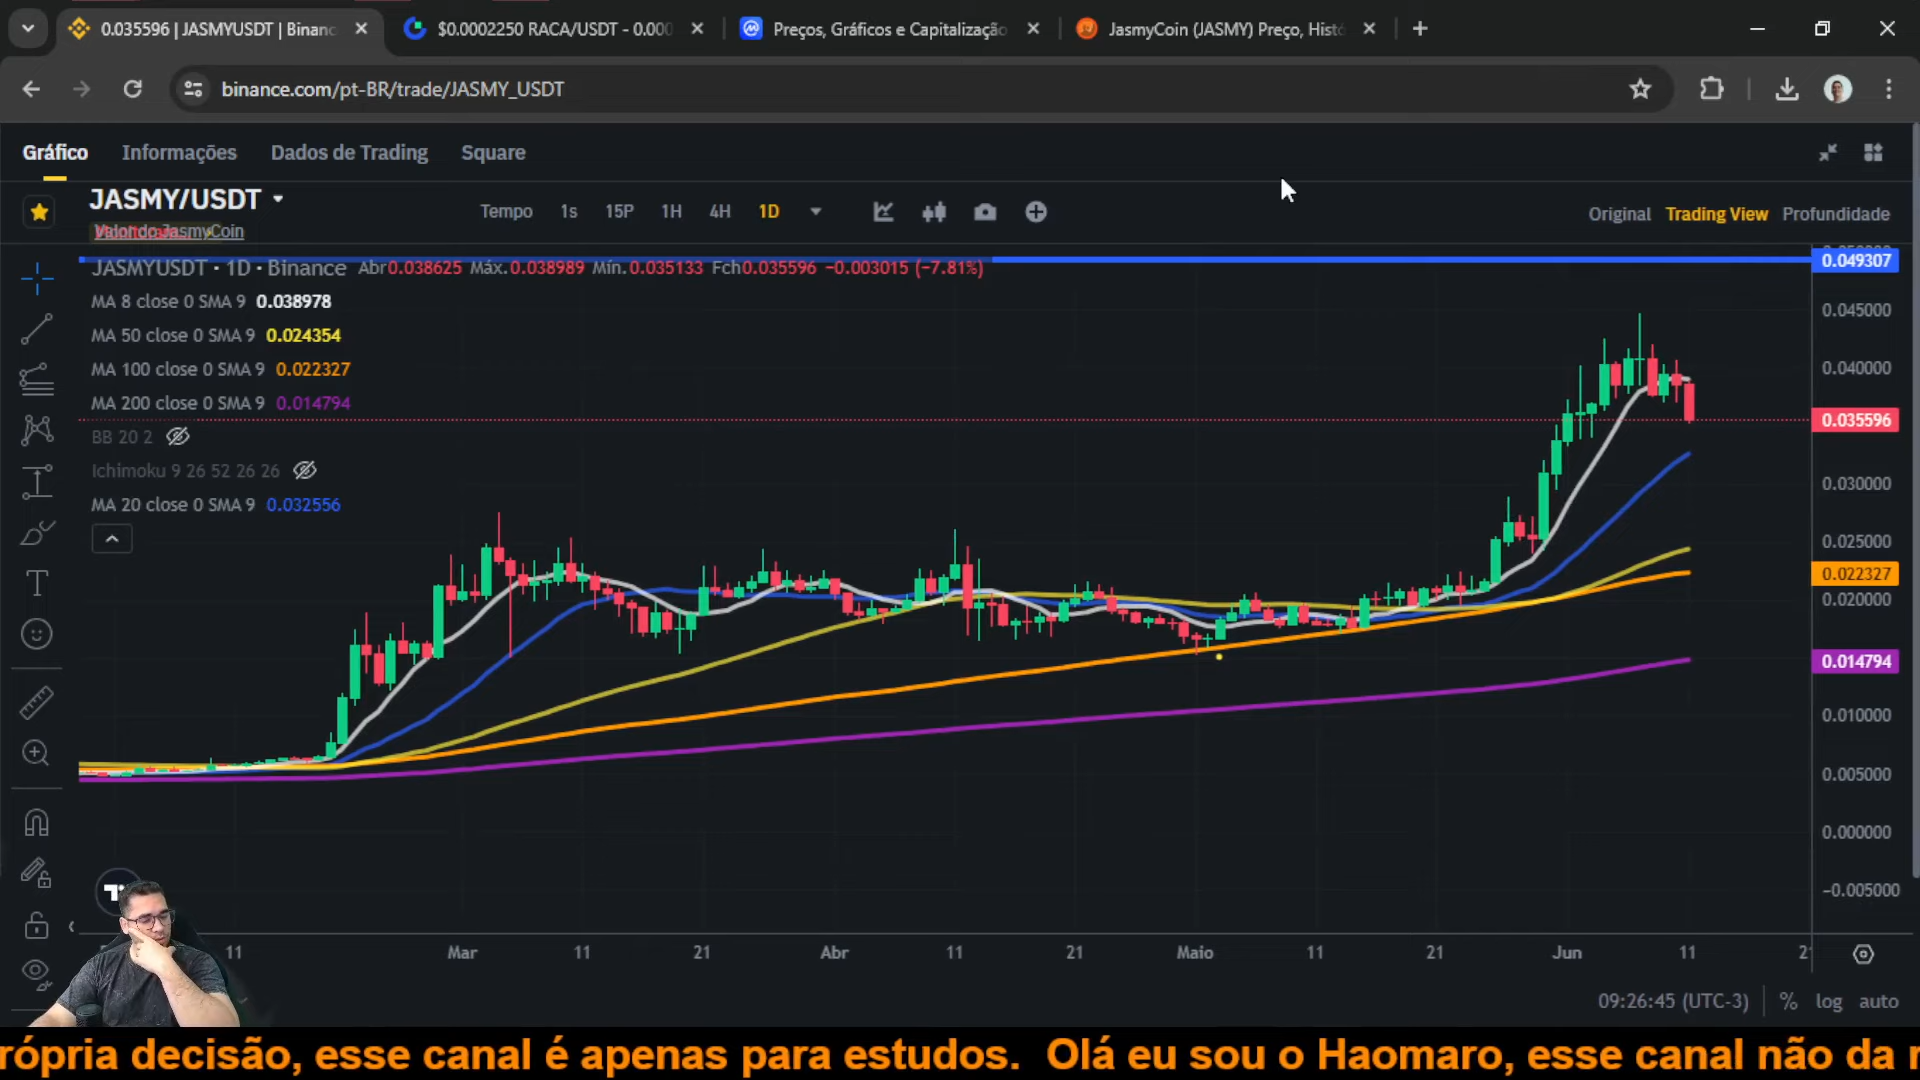 0.035596 | JASMYUSDT | Binanc
$0.0002250 RACA/USDT - 0.000
Preços, Gráficos e Capitalização
JasmyCoin (JASMY) Preço, Histó
binance.com/pt-BR/trade/JASMY_USDT
Gráfico Informações Dados de Trading Square
JASMY/USDT
Valor do JasmyCoin
Tempo 1s 15P 1H 4H 1D
Original Trading View Profundidade
JASMYUSDT · 1D · Binance Abr0.038625 Máx.0.038989 Mín.0.035133 Fch0.035596 −0.003015 (−7.81%)
MA 8 close 0 SMA 9 0.038978
MA 50 close 0 SMA 9 0.024354
MA 100 close 0 SMA 9 0.022327
MA 200 close 0 SMA 9 0.014794
BB 20 2
Ichimoku 9 26 52 26 26
MA 20 close 0 SMA 9 0.032556
0.049307
0.045000
0.040000
0.035596
0.030000
0.025000
0.022327
0.020000
0.014794
0.010000
0.005000
0.000000
−0.005000
11 Mar 11 21 Abr 11 21 Maio 11 21 Jun 11
09:26:45 (UTC-3) % log auto
rópria decisão, esse canal é apenas para estudos. Olá eu sou o Haomaro, esse canal não da